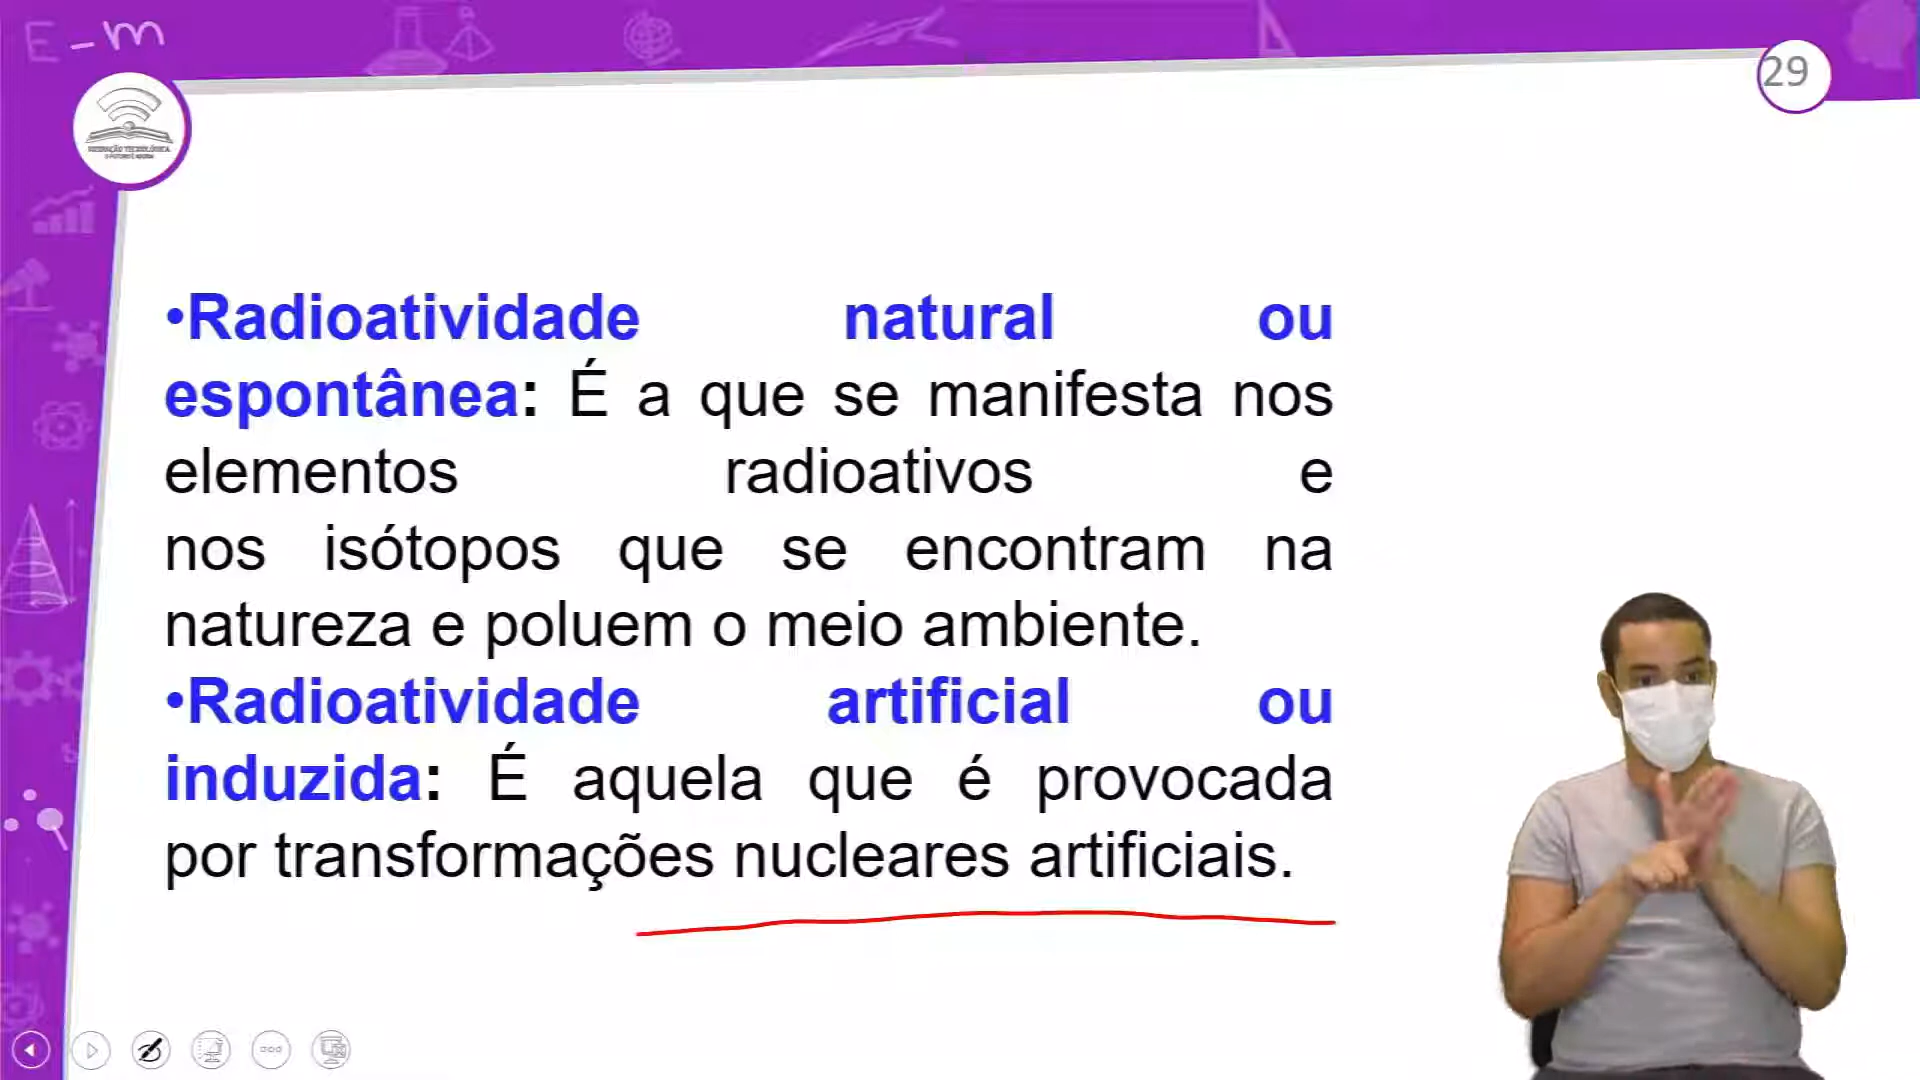 E - m
29
•Radioatividade natural ou
espontânea: É a que se manifesta nos
elementos radioativos e
nos isótopos que se encontram na
natureza e poluem o meio ambiente.
•Radioatividade artificial ou
induzida: É aquela que é provocada
por transformações nucleares artificiais.